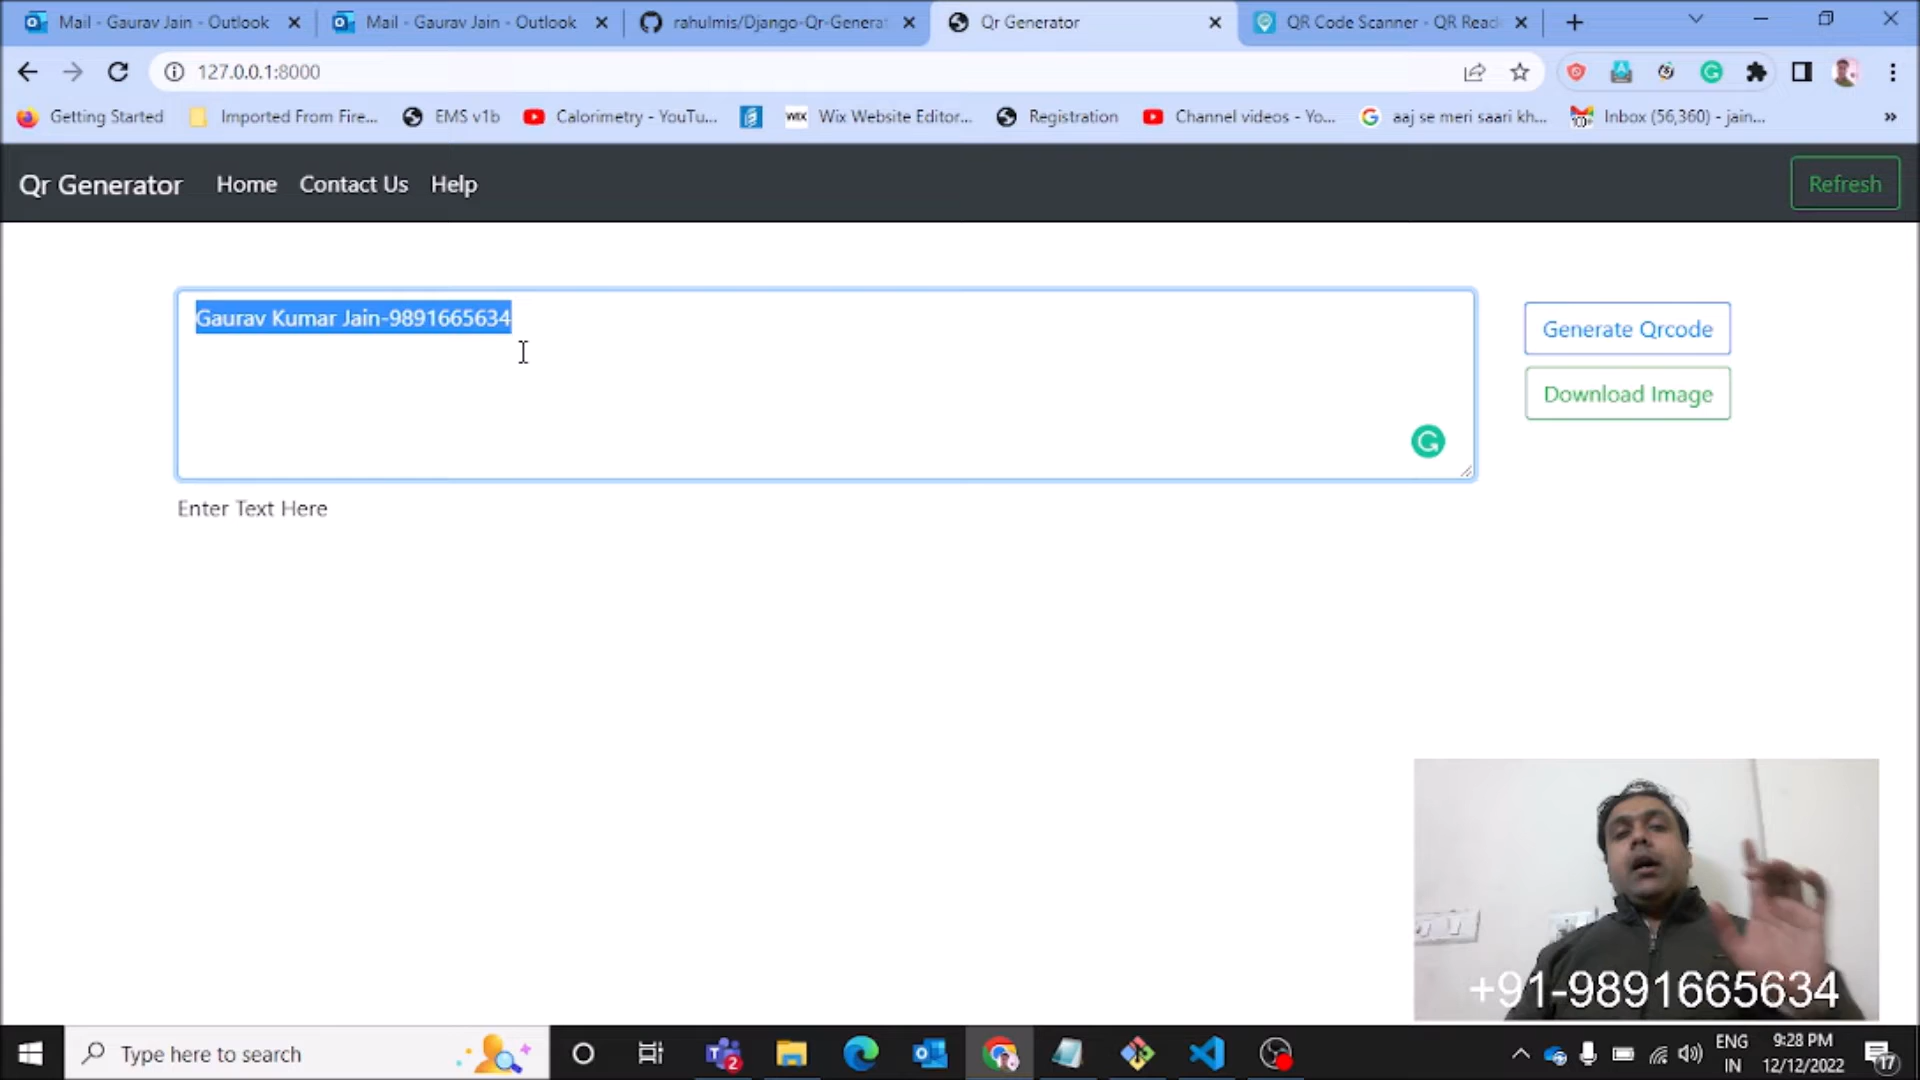 Mail - Gaurav Jain - Outlook
Mail - Gaurav Jain - Outlook
rahulmis/Django-Qr-Generat
Qr Generator
QR Code Scanner - QR Read
127.0.0.1:8000
Getting Started
Imported From Fire...
EMS v1b
Calorimetry - YouTu...
WIX
Wix Website Editor...
Registration
Channel videos - Yo...
aaj se meri saari kh...
Inbox (56,360) - jain...
Qr Generator
Home
Contact Us
Help
Refresh
Gaurav Kumar Jain-9891665634
Generate Qrcode
Download Image
Enter Text Here
+91-9891665634
Type here to search
2
ENG
IN
9:28 PM
12/12/2022
17